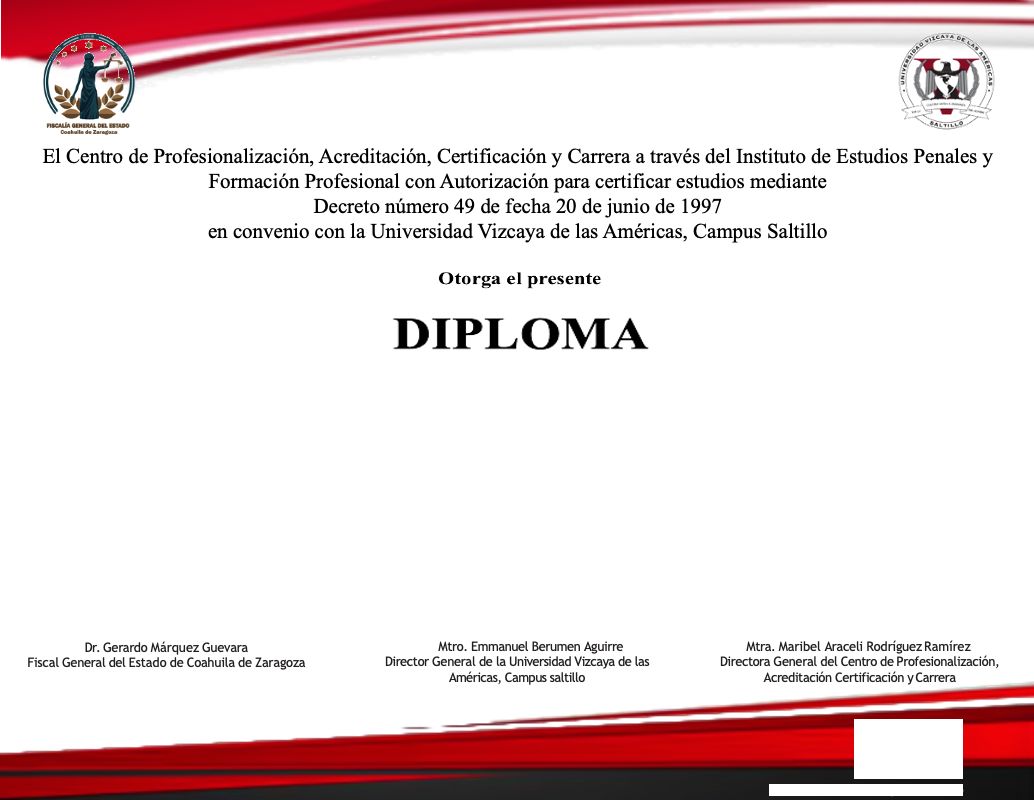 FISCALÍA GENERAL DEL ESTADO
Coahuila de Zaragoza
UNIVERSIDAD VIZCAYA DE LAS AMÉRICAS
SALTILLO
El Centro de Profesionalización, Acreditación, Certificación y Carrera a través del Instituto de Estudios Penales y
Formación Profesional con Autorización para certificar estudios mediante
Decreto número 49 de fecha 20 de junio de 1997
en convenio con la Universidad Vizcaya de las Américas, Campus Saltillo
Otorga el presente
DIPLOMA
Dr. Gerardo Márquez Guevara
Fiscal General del Estado de Coahuila de Zaragoza
Mtro. Emmanuel Berumen Aguirre
Director General de la Universidad Vizcaya de las
Américas, Campus saltillo
Mtra. Maribel Araceli Rodríguez Ramírez
Directora General del Centro de Profesionalización,
Acreditación Certificación y Carrera